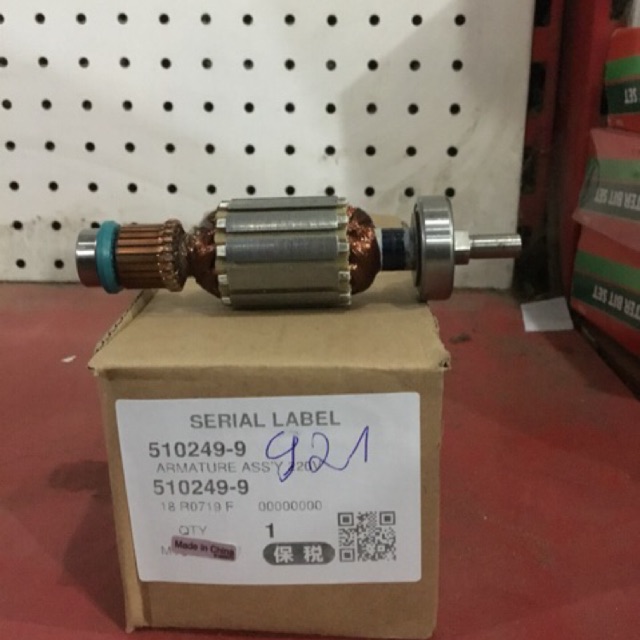 SERIAL LABEL
510249-9
921
ARMATURE ASS'Y 220V
510249-9
18 R0719 F 00000000
QTY 1
Made in China
保税
SET